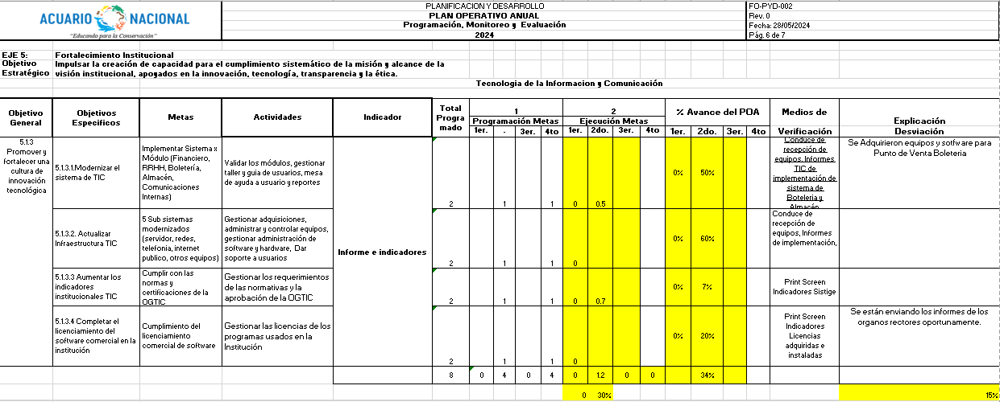 ACUARIO NACIONAL
"Educando para la Conservación"
PLANIFICACION Y DESARROLLO
PLAN OPERATIVO ANUAL
Programación, Monitoreo y Evaluación
2024
FO-PYD-002
Rev. 0
Fecha: 28/05/2024
Pág. 6 de 7
EJE 5: Fortalecimiento Institucional
Objetivo Estratégico
Impulsar la creación de capacidad para el cumplimiento sistemático de la misión y alcance de la
visión institucional, apoyados en la innovación, tecnología, transparencia y la ética.
Tecnologia de la Informacion y Comunicación
Objetivo General
Objetivos Especificos
Metas
Actividades
Indicador
Total Progra mado
1
Programación Metas
1er. . 3er. 4to
2
Ejecución Metas
1er. 2do. 3er. 4to
% Avance del POA
1er. 2do. 3er. 4to
Medios de
Verificación
Explicación
Desviación
5.1.3
Promover y
fortalecer una
cultura de
innovación
tecnológica
5.1.3.1.Modernizar el
sistema de TIC
Implementar Sistema x
Módulo (Financiero,
RRHH, Boletería,
Almacén,
Comunicaciones
Internas)
Validar los módulos, gestionar
taller y guia de usuarios, mesa
de ayuda a usuario y reportes
2 1 1 0 0.5
0% 50%
Conduce de
recepción de
equipos, Informes
TIC de
implementación de
sistema de
Boteleria y
Almacén
Se Adquirieron equipos y sotfware para
Punto de Venta Boleteria
5.1.3.2. Actualizar
Infraestructura TIC
5 Sub sistemas
modernizados
(servidor, redes,
telefonia, internet
publico, otros equipos)
Gestionar adquisiciones,
administrar y controlar equipos,
gestionar administración de
software y hardware, Dar
soporte a usuarios
Informe e indicadores
2 1 1 0
0% 60%
Conduce de
recepción de
equipos, Informes
de implementación,
5.1.3.3 Aumentar los
indicadores
institucionales TIC
Cumplir con las
normas y
certificaciones de la
OGTIC
Gestionar los requerimientos
de las normativas y la
aprobación de la OGTIC
2 1 1 0 0.7
0% 7%
Print Screen
Indicadores Sistige
5.1.3.4 Completar el
licenciamiento del
software comercial en la
institución
Cumplimiento del
licenciamiento
comercial de software
Gestionar las licencias de los
programas usados en la
Institución
2 1 1 0
0% 20%
Print Screen
Indicadores
Licencias
adquiridas e
instaladas
Se están enviando los informes de los
organos rectores oportunamente.
8 0 4 0 4 0 1.2 0 0 34%
0 30% 15%